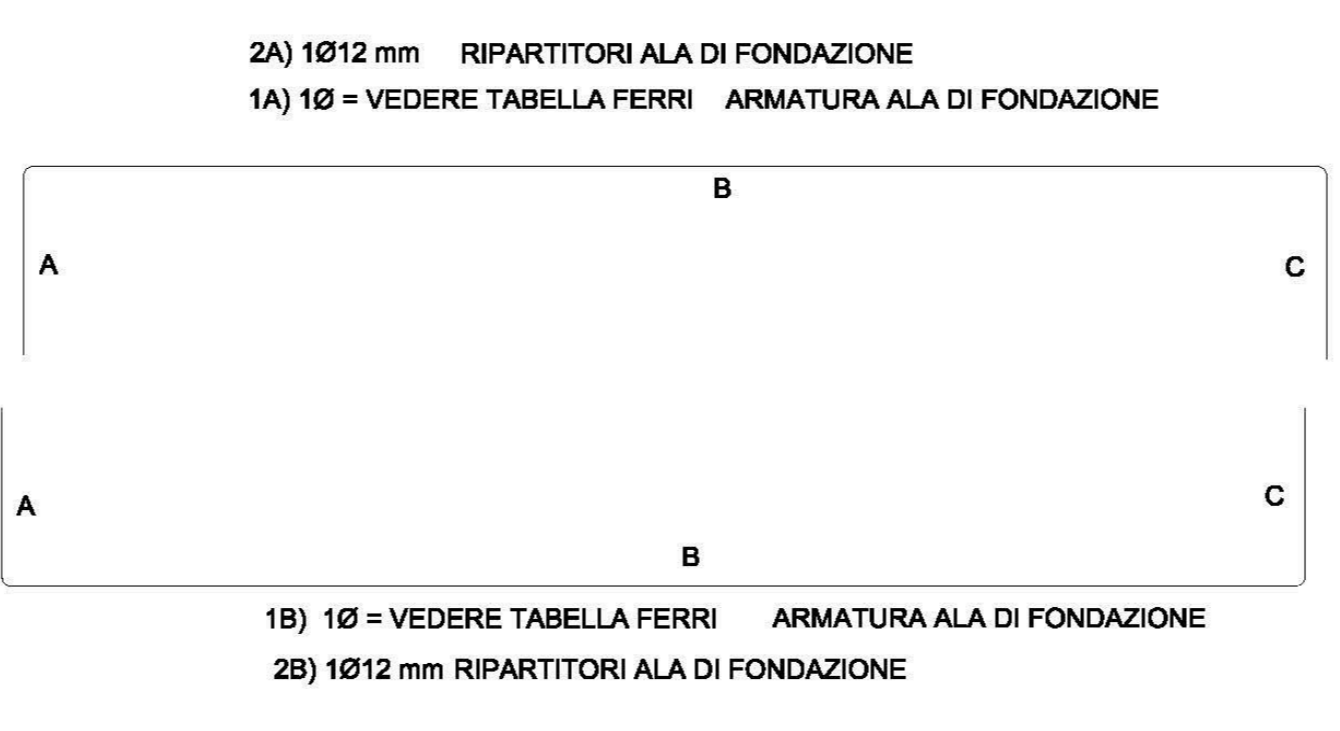 2A) 1Ø12 mm RIPARTITORI ALA DI FONDAZIONE
1A) 1Ø = VEDERE TABELLA FERRI ARMATURA ALA DI FONDAZIONE
B
A C
A C
B
1B) 1Ø = VEDERE TABELLA FERRI ARMATURA ALA DI FONDAZIONE
2B) 1Ø12 mm RIPARTITORI ALA DI FONDAZIONE